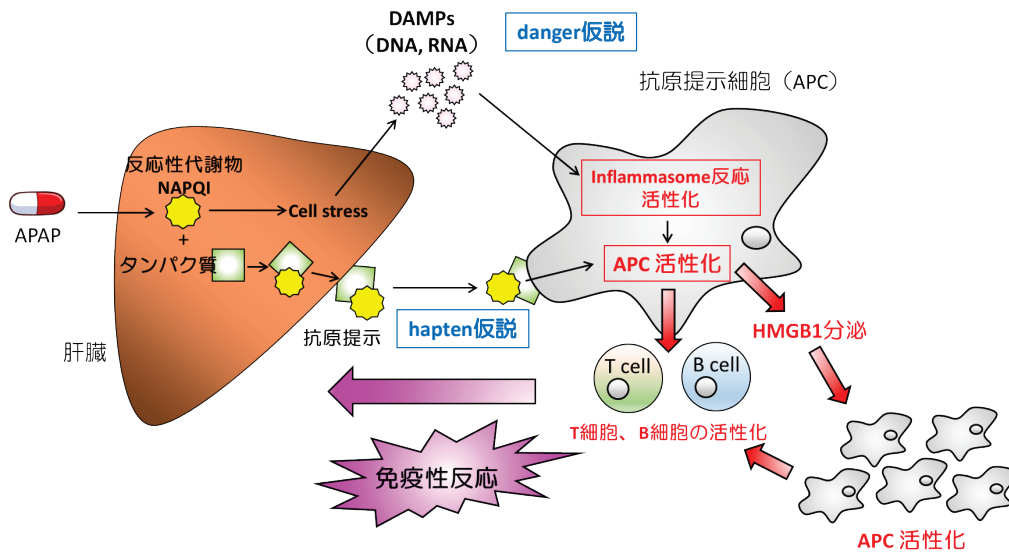 DAMPs
（DNA, RNA）
danger仮説
抗原提示細胞（APC）
反応性代謝物
NAPQI
Cell stress
APAP
+
タンパク質
Inflammasome反応
活性化
APC 活性化
抗原提示
hapten仮説
肝臓
HMGB1分泌
T cell
B cell
T細胞、B細胞の活性化
免疫性反応
APC 活性化